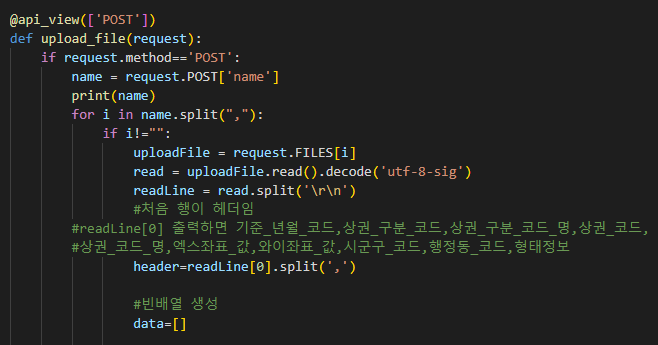 @api_view(['POST'])
def upload_file(request):
    if request.method=='POST':
        name = request.POST['name']
        print(name)
        for i in name.split(","):
            if i!="":
                uploadFile = request.FILES[i]
                read = uploadFile.read().decode('utf-8-sig')
                readLine = read.split('\r\n')
                #처음 행이 헤더임
        #readLine[0] 출력하면 기준_년월_코드,상권_구분_코드,상권_구분_코드_명,상권_코드,
        #상권_코드_명,엑스좌표_값,와이좌표_값,시군구_코드,행정동_코드,형태정보
                header=readLine[0].split(',')

                #빈배열 생성
                data=[]